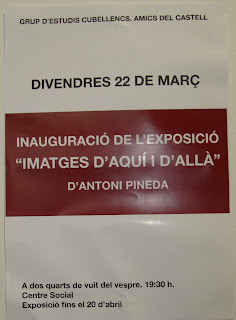 GRUP D'ESTUDIS CUBELLENCS. AMICS DEL CASTELL
DIVENDRES 22 DE MARÇ
INAUGURACIÓ DE L'EXPOSICIÓ
"IMATGES D'AQUÍ I D'ALLÀ"
D'ANTONI PINEDA
A dos quarts de vuit del vespre. 19:30 h.
Centre Social
Exposició fins el 20 d'abril